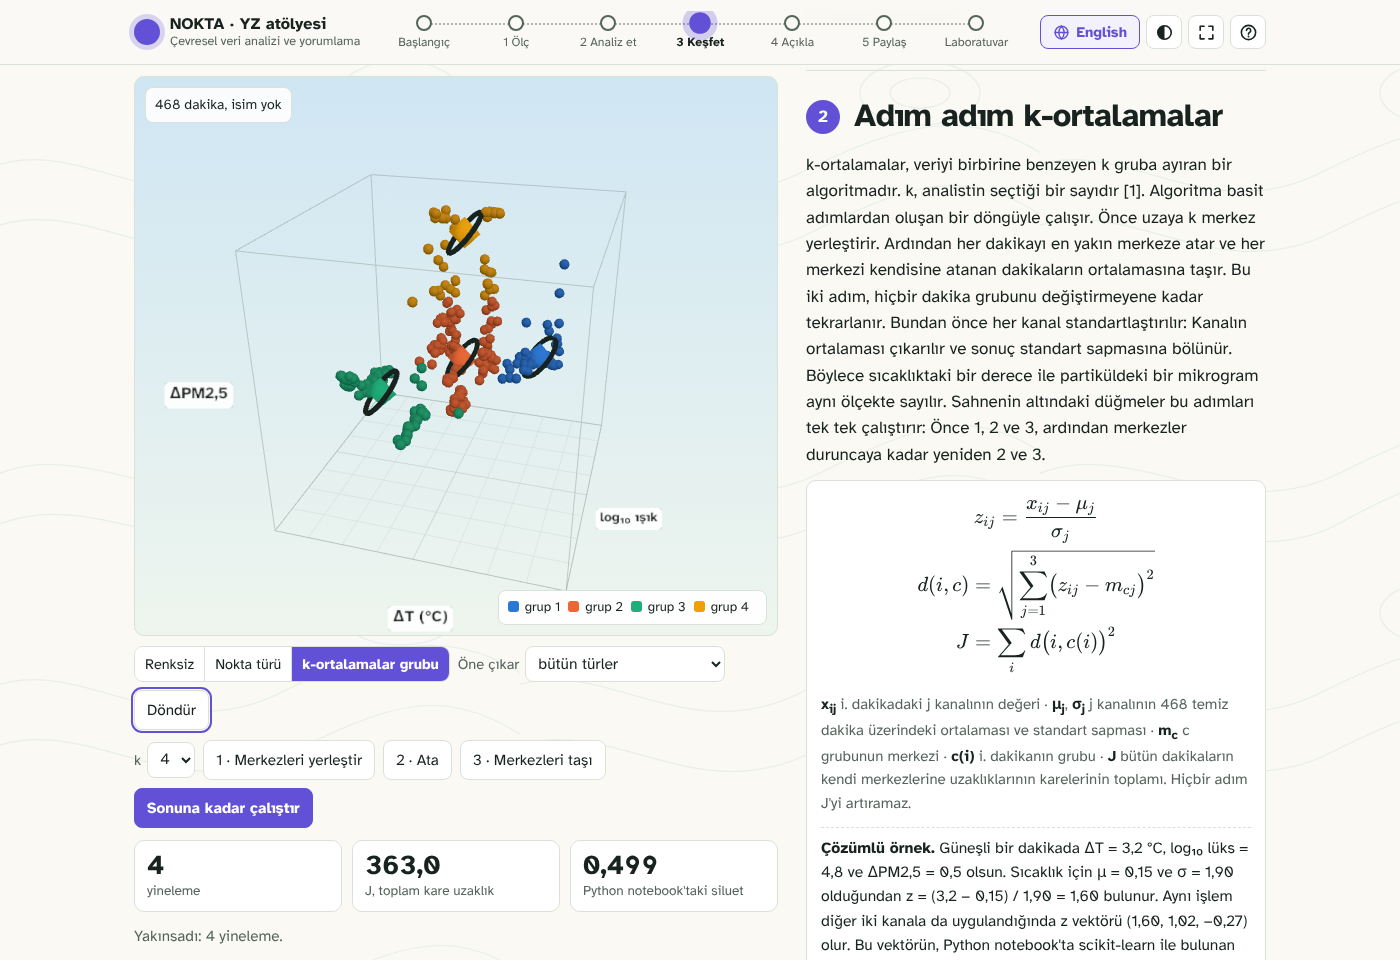 NOKTA · YZ atölyesi
Çevresel veri analizi ve yorumlama
Başlangıç
1 Ölç
2 Analiz et
3 Keşfet
4 Açıkla
5 Paylaş
Laboratuvar
English
468 dakika, isim yok
ΔPM2,5
log₁₀ ışık
ΔT (°C)
grup 1
grup 2
grup 3
grup 4
Renksiz
Nokta türü
k-ortalamalar grubu
Öne çıkar
bütün türler
Döndür
k
4
1 · Merkezleri yerleştir
2 · Ata
3 · Merkezleri taşı
Sonuna kadar çalıştır
4
yineleme
363,0
J, toplam kare uzaklık
0,499
Python notebook'taki siluet
Yakınsadı: 4 yineleme.
2
Adım adım k-ortalamalar
k-ortalamalar, veriyi birbirine benzeyen k gruba ayıran bir
algoritmadır. k, analistin seçtiği bir sayıdır [1]. Algoritma basit
adımlardan oluşan bir döngüyle çalışır. Önce uzaya k merkez
yerleştirir. Ardından her dakikayı en yakın merkeze atar ve her
merkezi kendisine atanan dakikaların ortalamasına taşır. Bu
iki adım, hiçbir dakika grubunu değiştirmeyene kadar
tekrarlanır. Bundan önce her kanal standartlaştırılır: Kanalın
ortalaması çıkarılır ve sonuç standart sapmasına bölünür.
Böylece sıcaklıktaki bir derece ile partiküldeki bir mikrogram
aynı ölçekte sayılır. Sahnenin altındaki düğmeler bu adımları
tek tek çalıştırır: Önce 1, 2 ve 3, ardından merkezler
duruncaya kadar yeniden 2 ve 3.
z_ij = (x_ij − μ_j) / σ_j
d(i, c) = √(∑_{j=1}^{3} (z_ij − m_cj)²)
J = ∑_i d(i, c(i))²
x_ij i. dakikadaki j kanalının değeri · μ_j, σ_j j kanalının 468 temiz
dakika üzerindeki ortalaması ve standart sapması · m_c c
grubunun merkezi · c(i) i. dakikanın grubu · J bütün dakikaların
kendi merkezlerine uzaklıklarının karelerinin toplamı. Hiçbir adım
J'yi artıramaz.
Çözümlü örnek. Güneşli bir dakikada ΔT = 3,2 °C, log₁₀ lüks =
4,8 ve ΔPM2,5 = 0,5 olsun. Sıcaklık için μ = 0,15 ve σ = 1,90
olduğundan z = (3,2 − 0,15) / 1,90 = 1,60 bulunur. Aynı işlem
diğer iki kanala da uygulandığında z vektörü (1,60, 1,02, −0,27)
olur. Bu vektörün, Python notebook'ta scikit-learn ile bulunan